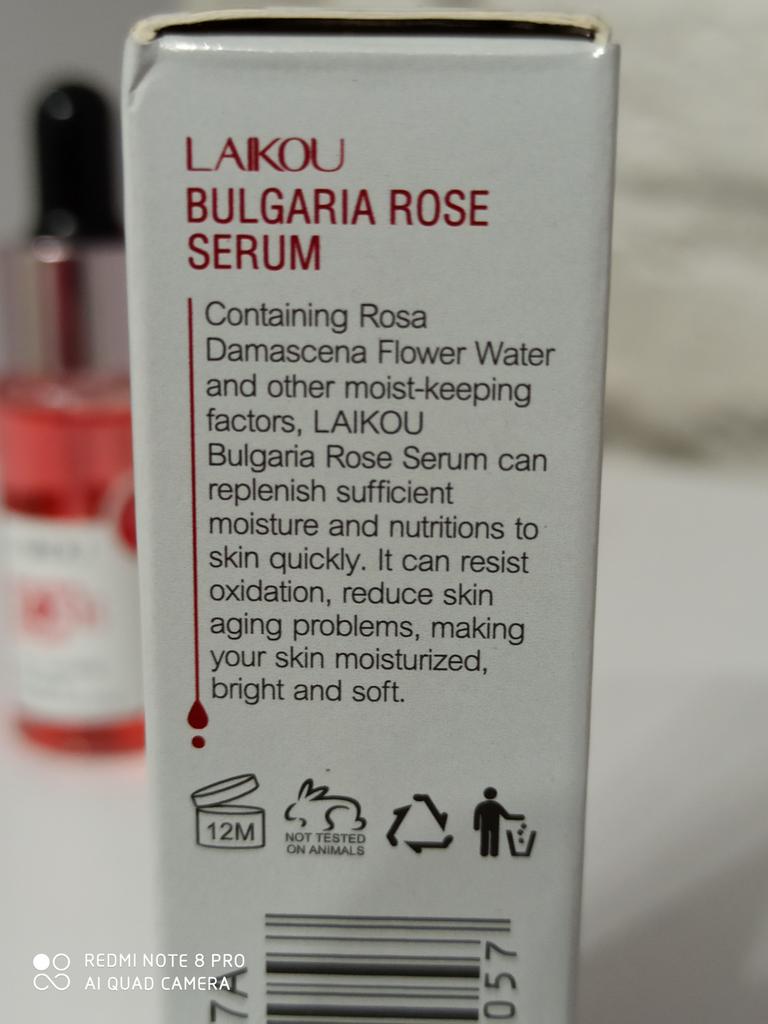 LAIKOU
BULGARIA ROSE
SERUM
Containing Rosa
Damascena Flower Water
and other moist-keeping
factors, LAIKOU
Bulgaria Rose Serum can
replenish sufficient
moisture and nutritions to
skin quickly. It can resist
oxidation, reduce skin
aging problems, making
your skin moisturized,
bright and soft.
12M
NOT TESTED
ON ANIMALS
7A
057
REDMI NOTE 8 PRO
AI QUAD CAMERA